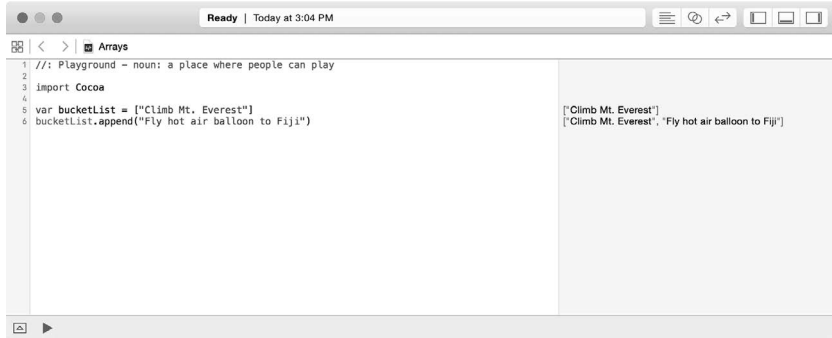 Ready | Today at 3:04 PM
Arrays
1 //: Playground – noun: a place where people can play
2
3 import Cocoa
4
5 var bucketList = ["Climb Mt. Everest"] ["Climb Mt. Everest"]
6 bucketList.append("Fly hot air balloon to Fiji") ["Climb Mt. Everest", "Fly hot air balloon to Fiji"]